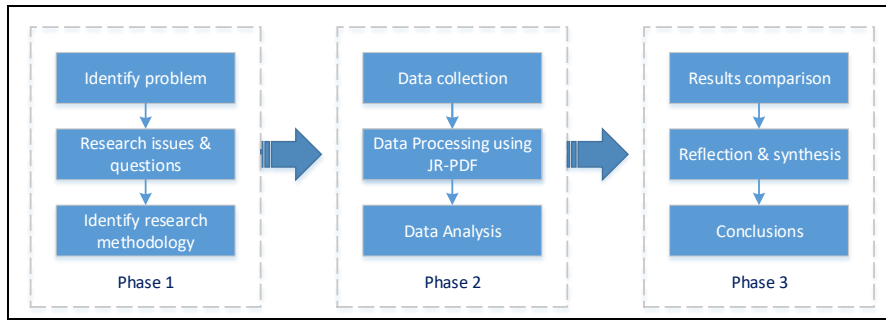 Identify problem
Research issues &
questions
Identify research
methodology
Phase 1
Data collection
Data Processing using
JR-PDF
Data Analysis
Phase 2
Results comparison
Reflection & synthesis
Conclusions
Phase 3